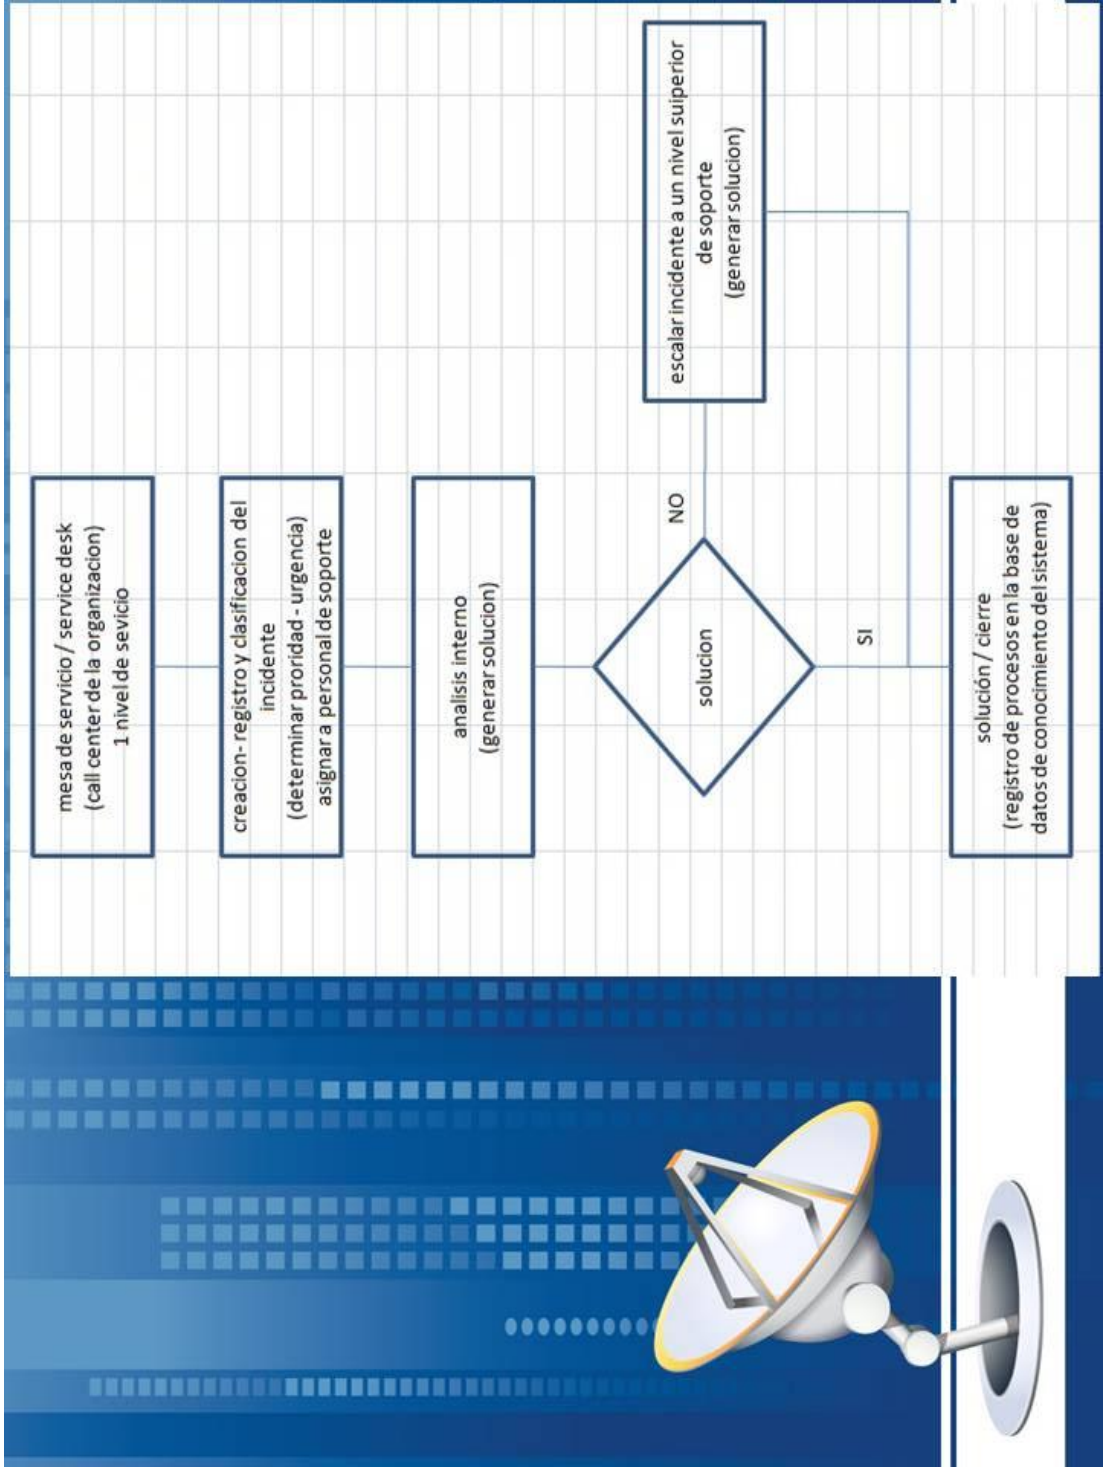 mesa de servicio / service desk
(call center de la organizacion)
1 nivel de sevicio
creacion- registro y clasificacion del
incidente
(determinar proridad - urgencia)
asignar a personal de soporte
analisis interno
(generar solucion)
solucion
NO
escalar incidente a un nivel suiperior
de soporte
(generar solucion)
SI
solución / cierre
(registro de procesos en la base de
datos de conocimiento del sistema)